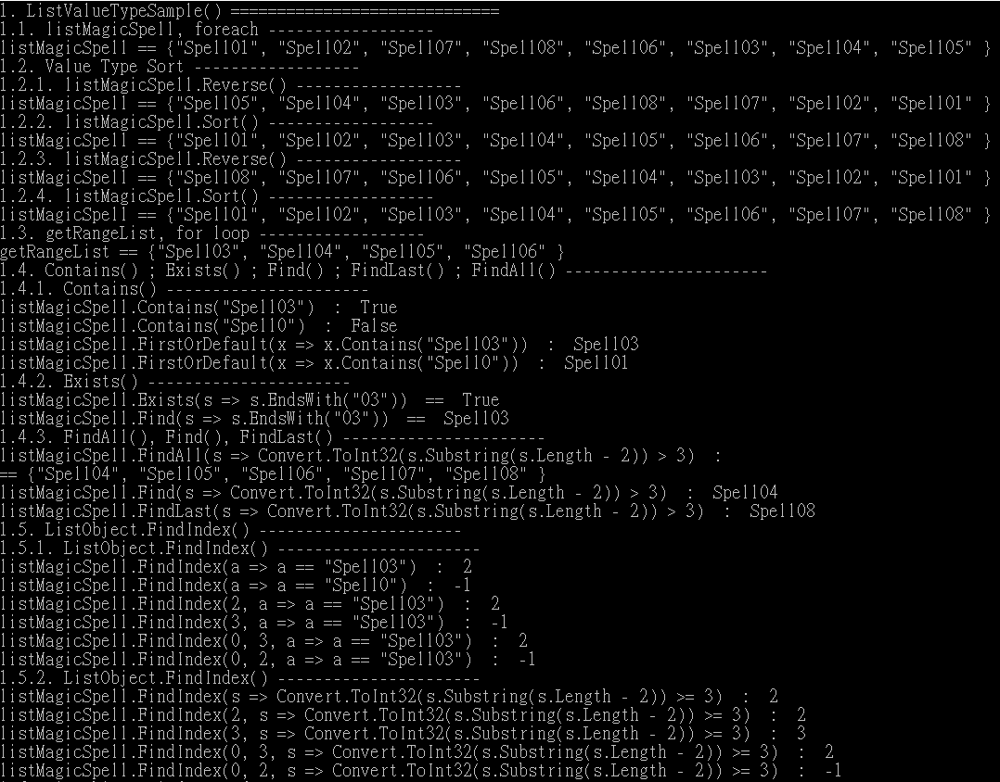 1. ListValueTypeSample() =============================
1.1. listMagicSpell, foreach ------------------
listMagicSpell == {"Spell01", "Spell02", "Spell07", "Spell08", "Spell06", "Spell03", "Spell04", "Spell05" }
1.2. Value Type Sort ------------------
1.2.1. listMagicSpell.Reverse() ------------------
listMagicSpell == {"Spell05", "Spell04", "Spell03", "Spell06", "Spell08", "Spell07", "Spell02", "Spell01" }
1.2.2. listMagicSpell.Sort() ------------------
listMagicSpell == {"Spell01", "Spell02", "Spell03", "Spell04", "Spell05", "Spell06", "Spell07", "Spell08" }
1.2.3. listMagicSpell.Reverse() ------------------
listMagicSpell == {"Spell08", "Spell07", "Spell06", "Spell05", "Spell04", "Spell03", "Spell02", "Spell01" }
1.2.4. listMagicSpell.Sort() ------------------
listMagicSpell == {"Spell01", "Spell02", "Spell03", "Spell04", "Spell05", "Spell06", "Spell07", "Spell08" }
1.3. getRangeList, for loop ------------------
getRangeList == {"Spell03", "Spell04", "Spell05", "Spell06" }
1.4. Contains() ; Exists() ; Find() ; FindLast() ; FindAll() ----------------------
1.4.1. Contains() ----------------------
listMagicSpell.Contains("Spell03")  :  True
listMagicSpell.Contains("Spell0")  :  False
listMagicSpell.FirstOrDefault(x => x.Contains("Spell03"))  :  Spell03
listMagicSpell.FirstOrDefault(x => x.Contains("Spell0"))  :  Spell01
1.4.2. Exists() ----------------------
listMagicSpell.Exists(s => s.EndsWith("03"))  ==  True
listMagicSpell.Find(s => s.EndsWith("03"))  ==  Spell03
1.4.3. FindAll(), Find(), FindLast() ----------------------
listMagicSpell.FindAll(s => Convert.ToInt32(s.Substring(s.Length - 2)) > 3)  :
== {"Spell04", "Spell05", "Spell06", "Spell07", "Spell08" }
listMagicSpell.Find(s => Convert.ToInt32(s.Substring(s.Length - 2)) > 3)  :  Spell04
listMagicSpell.FindLast(s => Convert.ToInt32(s.Substring(s.Length - 2)) > 3)  :  Spell08
1.5. ListObject.FindIndex() ----------------------
1.5.1. ListObject.FindIndex() ----------------------
listMagicSpell.FindIndex(a => a == "Spell03")  :  2
listMagicSpell.FindIndex(a => a == "Spell0")  :  -1
listMagicSpell.FindIndex(2, a => a == "Spell03")  :  2
listMagicSpell.FindIndex(3, a => a == "Spell03")  :  -1
listMagicSpell.FindIndex(0, 3, a => a == "Spell03")  :  2
listMagicSpell.FindIndex(0, 2, a => a == "Spell03")  :  -1
1.5.2. ListObject.FindIndex() ----------------------
listMagicSpell.FindIndex(s => Convert.ToInt32(s.Substring(s.Length - 2)) >= 3)  :  2
listMagicSpell.FindIndex(2, s => Convert.ToInt32(s.Substring(s.Length - 2)) >= 3)  :  2
listMagicSpell.FindIndex(3, s => Convert.ToInt32(s.Substring(s.Length - 2)) >= 3)  :  3
listMagicSpell.FindIndex(0, 3, s => Convert.ToInt32(s.Substring(s.Length - 2)) >= 3)  :  2
listMagicSpell.FindIndex(0, 2, s => Convert.ToInt32(s.Substring(s.Length - 2)) >= 3)  :  -1